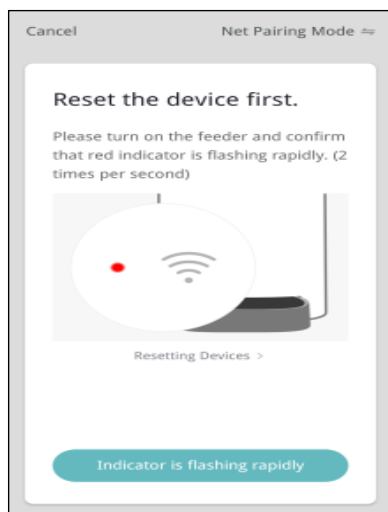 Cancel
Net Pairing Mode ⇋
Reset the device first.
Please turn on the feeder and confirm
that red indicator is flashing rapidly. (2
times per second)
Resetting Devices >
Indicator is flashing rapidly